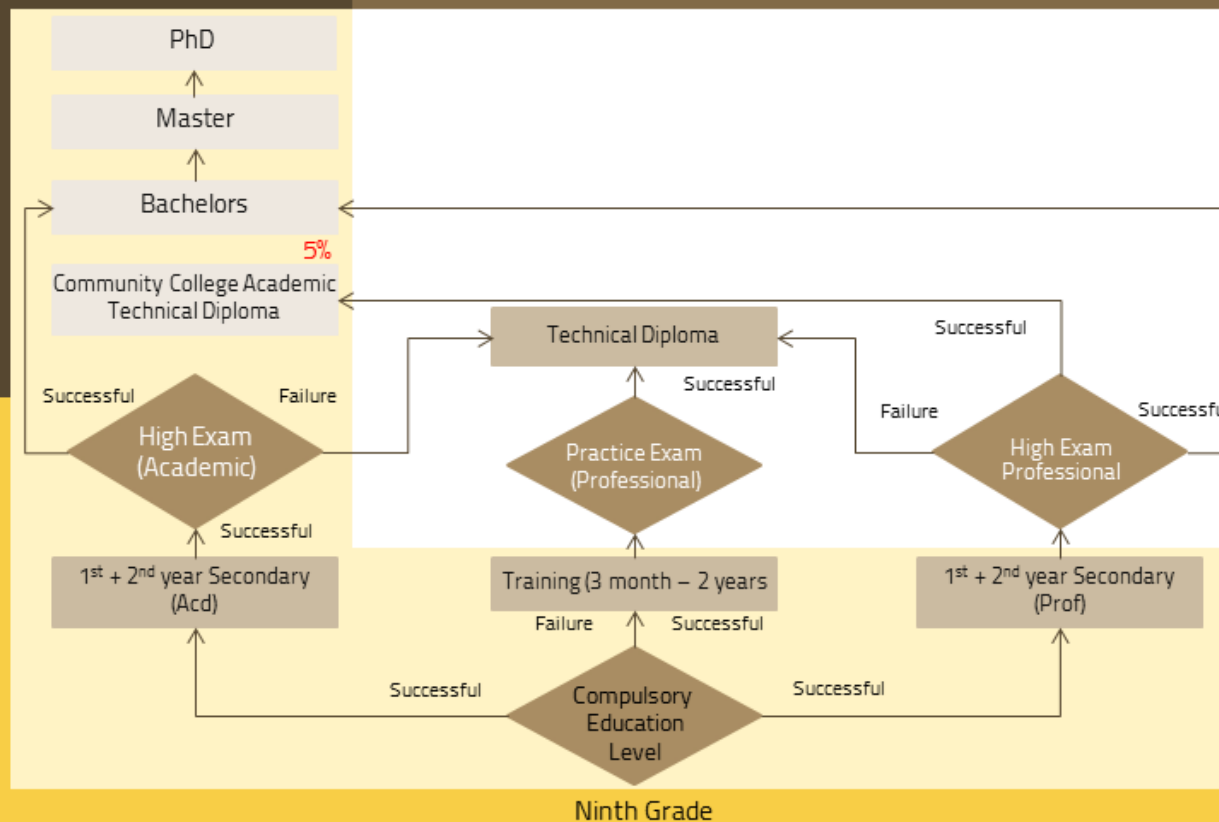 PhD
Master
Bachelors
5%
Community College Academic
Technical Diploma
Technical Diploma
Successful
Successful
Failure
Successful
Failure
Successfu
High Exam
(Academic)
Practice Exam
(Professional)
High Exam
Professional
Successful
1st + 2nd year Secondary
(Acd)
Training (3 month – 2 years
1st + 2nd year Secondary
(Prof)
Failure
Successful
Successful
Successful
Compulsory
Education
Level
Ninth Grade